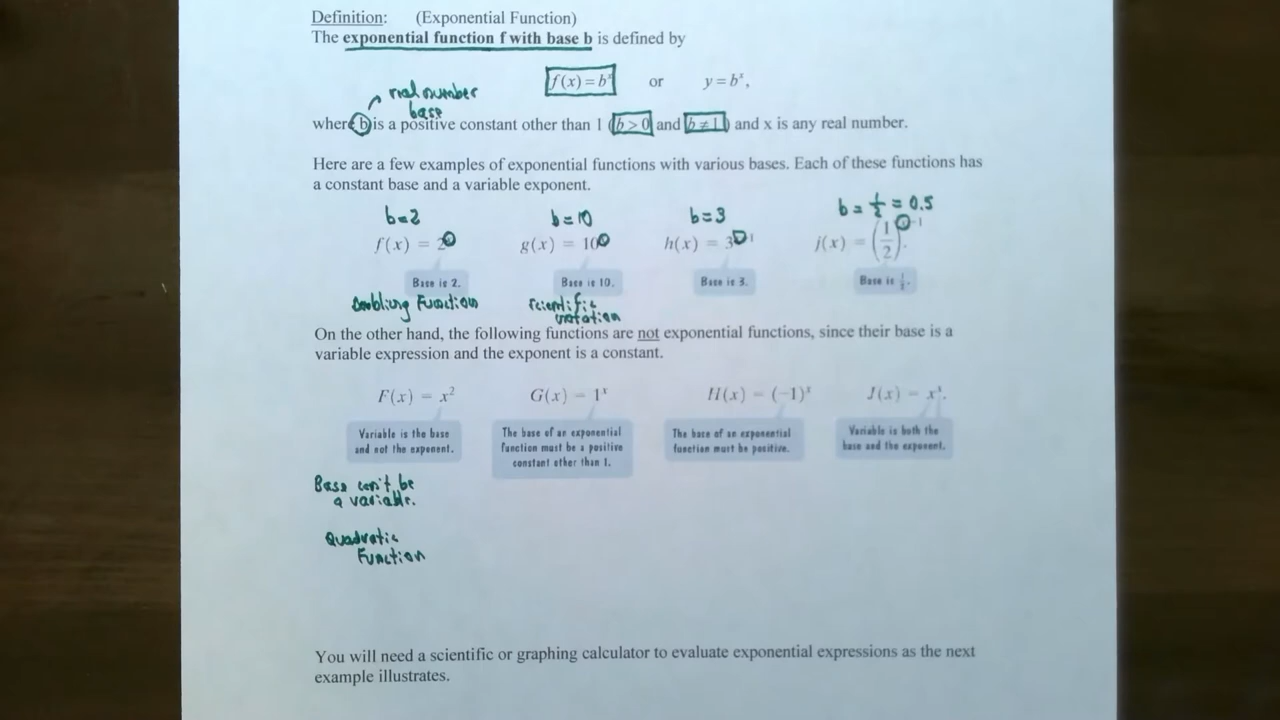 Definition: (Exponential Function)
The exponential function f with base b is defined by
f(x) = bˣ or y = bˣ,
real number
base
where b is a positive constant other than 1 (b > 0 and b ≠ 1) and x is any real number.
Here are a few examples of exponential functions with various bases. Each of these functions has
a constant base and a variable exponent.
b=2 b=10 b=3 b = 1/2 = 0.5
f(x) = 2 g(x) = 10 h(x) = 3 j(x) = (1/2)
Base is 2. Base is 10. Base is 3. Base is 1/2.
Doubling Function scientific
notation
On the other hand, the following functions are not exponential functions, since their base is a
variable expression and the exponent is a constant.
F(x) = x² G(x) = 1ˣ H(x) = (−1)ˣ J(x) = xˣ.
Variable is the base
and not the exponent.
The base of an exponential
function must be a positive
constant other than 1.
The base of an exponential
function must be positive.
Variable is both the
base and the exponent.
Base can't be
a variable.
Quadratic
Function
You will need a scientific or graphing calculator to evaluate exponential expressions as the next
example illustrates.